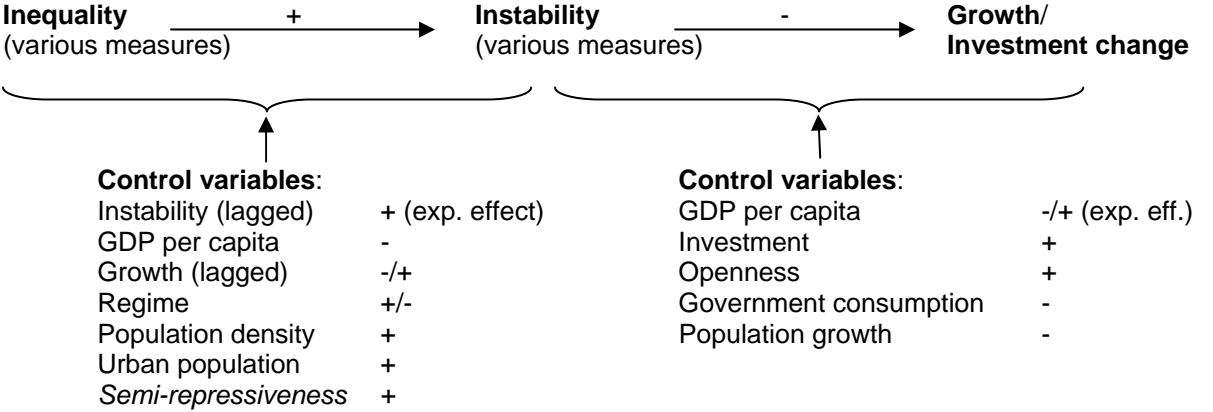 Inequality + Instability - Growth/
(various measures) (various measures) Investment change
Control variables: Control variables:
Instability (lagged) + (exp. effect) GDP per capita -/+ (exp. eff.)
GDP per capita - Investment +
Growth (lagged) -/+ Openness +
Regime +/- Government consumption -
Population density + Population growth -
Urban population +
Semi-repressiveness +